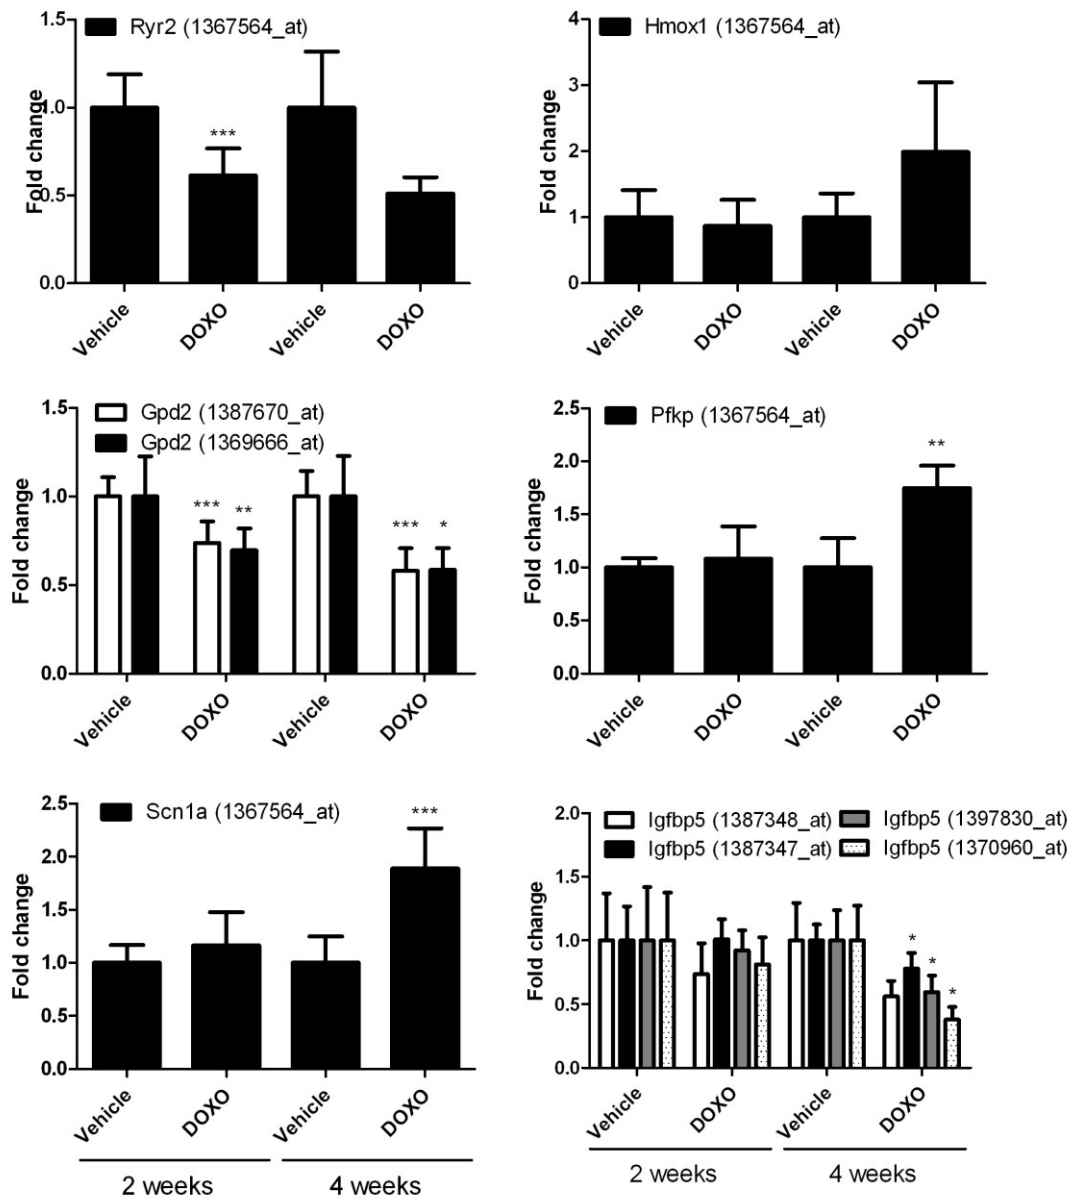 Ryr2 (1367564_at)
1.5
1.0
0.5
0.0
Fold change
***
Vehicle
DOXO
Vehicle
DOXO
Hmox1 (1367564_at)
4
3
2
1
0
Fold change
Vehicle
DOXO
Vehicle
DOXO
Gpd2 (1387670_at)
Gpd2 (1369666_at)
1.5
1.0
0.5
0.0
Fold change
*** **
*** *
Vehicle
DOXO
Vehicle
DOXO
Pfkp (1367564_at)
2.5
2.0
1.5
1.0
0.5
0.0
Fold change
**
Vehicle
DOXO
Vehicle
DOXO
Scn1a (1367564_at)
2.5
2.0
1.5
1.0
0.5
0.0
Fold change
***
Vehicle
DOXO
Vehicle
DOXO
2 weeks
4 weeks
Igfbp5 (1387348_at) Igfbp5 (1397830_at)
Igfbp5 (1387347_at) Igfbp5 (1370960_at)
2.0
1.5
1.0
0.5
0.0
Fold change
*
*
*
Vehicle
DOXO
Vehicle
DOXO
2 weeks
4 weeks